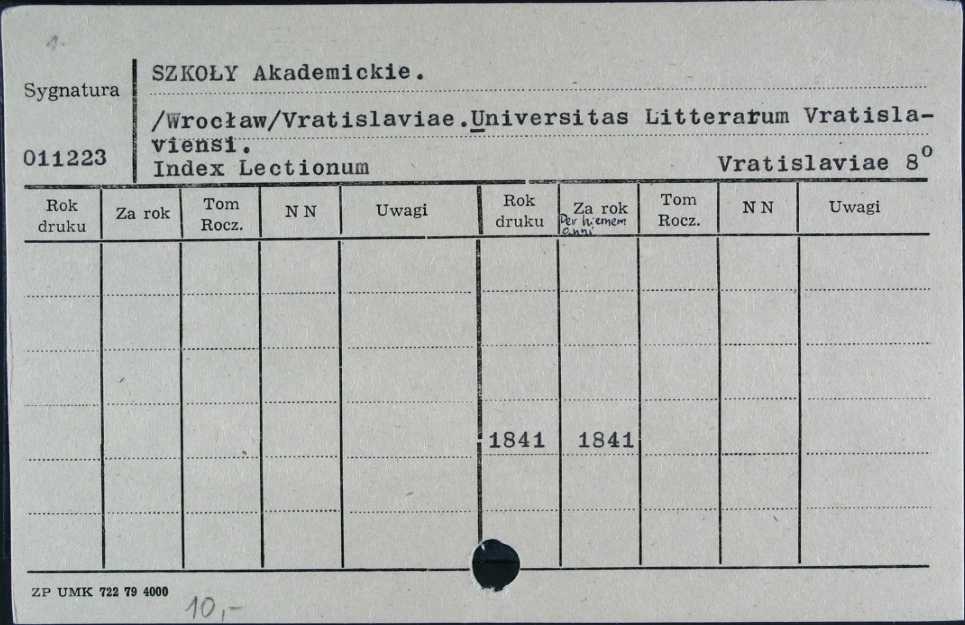 1.
SZKOŁY Akademickie.
Sygnatura
/Wrocław/Vratislaviae.Universitas Litterarum Vratisla-
viensi.
011223
Index Lectionum Vratislaviae 8o
Rok druku Za rok Tom Rocz. N N Uwagi Rok druku Za rok Per hiemem anni Tom Rocz. N N Uwagi
1841 1841
ZP UMK 722 79 4000
10,-